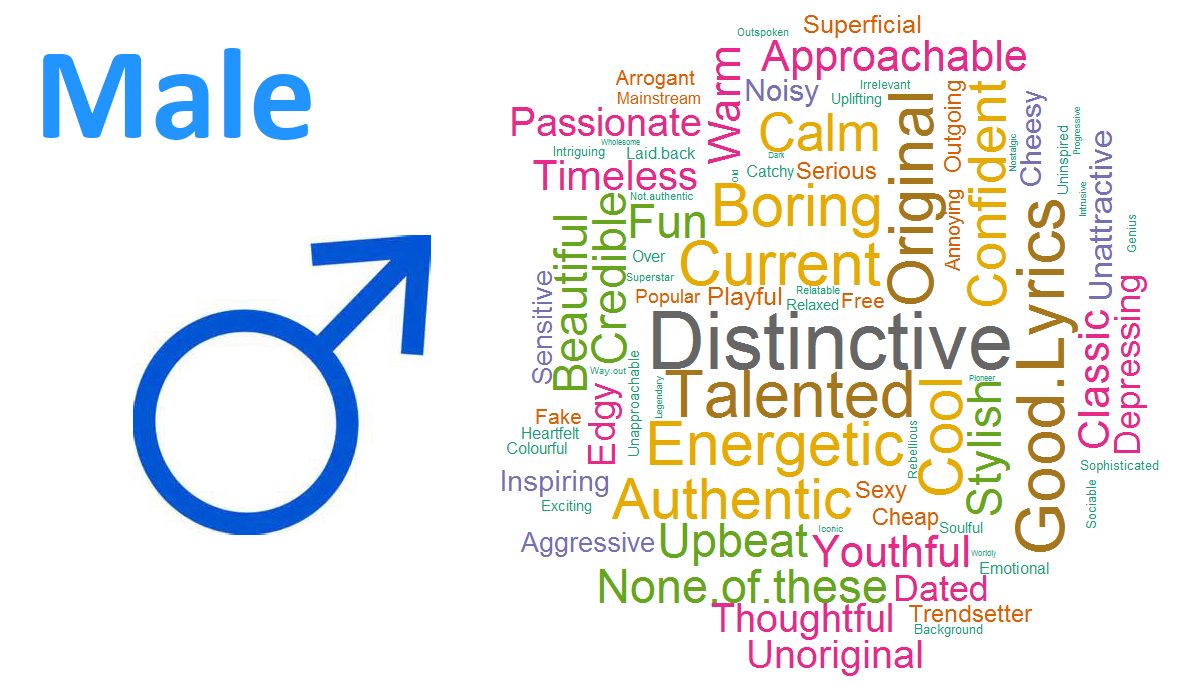 Male
Outspoken
Superficial
Approachable
Arrogant
Mainstream
Warm
Noisy
Irrelevant
Uplifting
Passionate
Wholesome
Intriguing
Laid.back
Calm
Dark
Original
Outgoing
Confident
Nostalgic
Cheesy
Progressive
Timeless
Old
Catchy
Serious
Uninspired
Intrusive
Unattractive
Not.authentic
Boring
Annoying
Genius
Beautiful
Credible
Fun
Over
Superstar
Current
Good.Lyrics
Sensitive
Popular
Playful
Relatable
Relaxed
Free
Distinctive
Classic
Depressing
Way.out
Unapproachable
Legendary
Talented
Cool
Pioneer
Stylish
Edgy
Fake
Heartfelt
Colourful
Energetic
Rebellious
Sophisticated
Inspiring
Exciting
Authentic
Sexy
Cheap
Sociable
Aggressive
Upbeat
Iconic
Soulful
Youthful
Worldly
Emotional
None.of.these
Dated
Thoughtful
Trendsetter
Background
Unoriginal